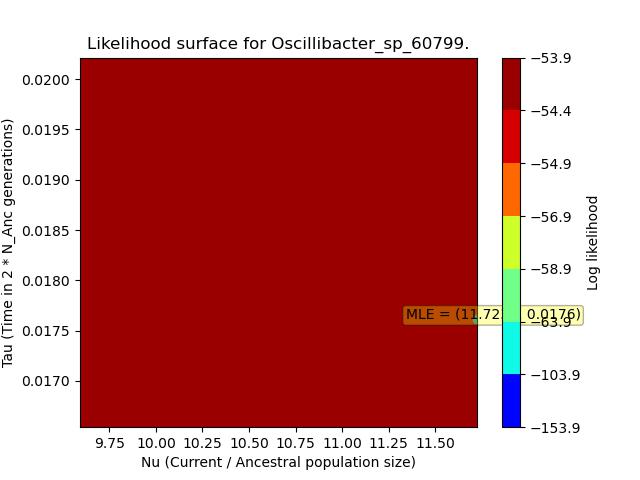 Likelihood surface for Oscillibacter_sp_60799.
Tau (Time in 2 * N_Anc generations)
0.0200
0.0195
0.0190
0.0185
0.0180
0.0175
0.0170
9.75 10.00 10.25 10.50 10.75 11.00 11.25 11.50
Nu (Current / Ancestral population size)
MLE = (11.72 0.0176)
−53.9
−54.4
−54.9
−56.9
−58.9
−63.9
−103.9
−153.9
Log likelihood